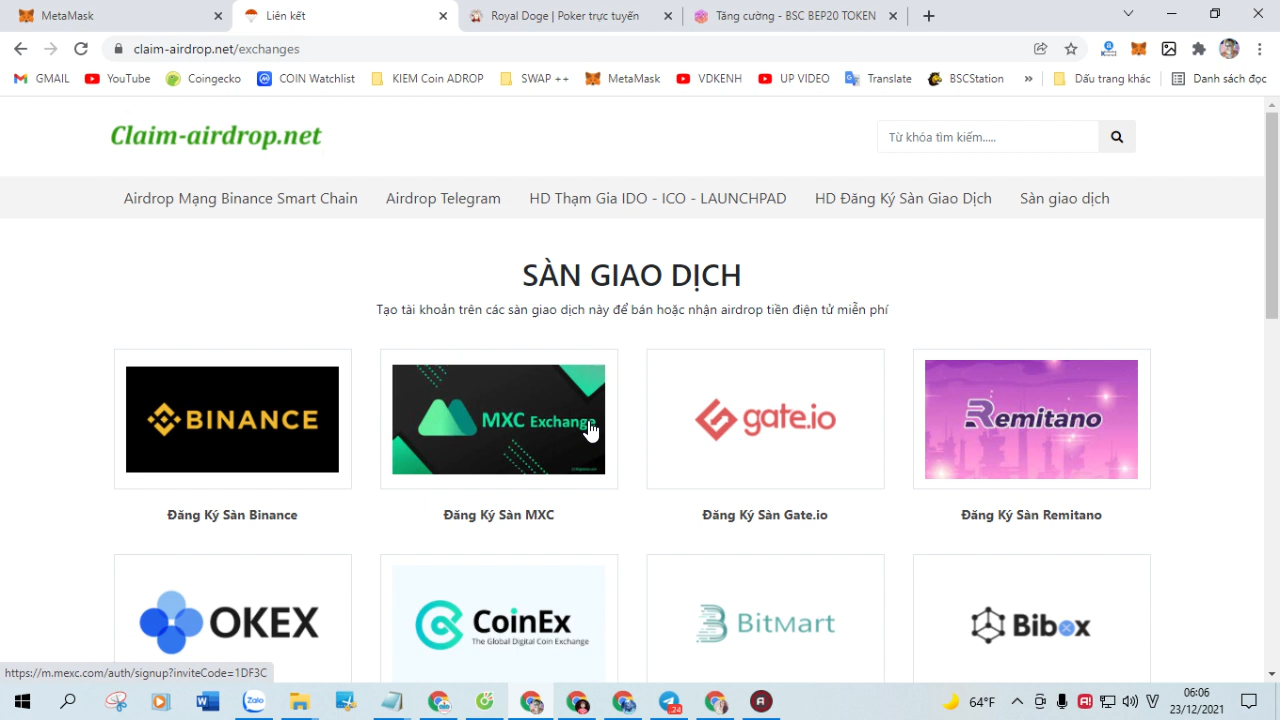 MetaMask
Liên kết
Royal Doge | Poker trực tuyến
Tăng cường - BSC BEP20 TOKEN
claim-airdrop.net/exchanges
GMAIL
YouTube
Coingecko
COIN Watchlist
KIEM Coin ADROP
SWAP ++
MetaMask
VDKENH
UP VIDEO
Translate
BSCStation
»
Dấu trang khác
Danh sách đọc
Claim-airdrop.net
Từ khóa tìm kiếm.....
Airdrop Mạng Binance Smart Chain
Airdrop Telegram
HD Thạm Gia IDO - ICO - LAUNCHPAD
HD Đăng Ký Sàn Giao Dịch
Sàn giao dịch
SÀN GIAO DỊCH
Tạo tài khoản trên các sàn giao dịch này để bán hoặc nhận airdrop tiền điện tử miễn phí
BINANCE
MXC Exchange
gate.io
Remitano
Đăng Ký Sàn Binance
Đăng Ký Sàn MXC
Đăng Ký Sàn Gate.io
Đăng Ký Sàn Remitano
OKEX
CoinEx
The Global Digital Coin Exchange
BitMart
Bibox
https://m.mexc.com/auth/signup?inviteCode=1DF3C
Zalo
24
64°F
06:06
23/12/2021